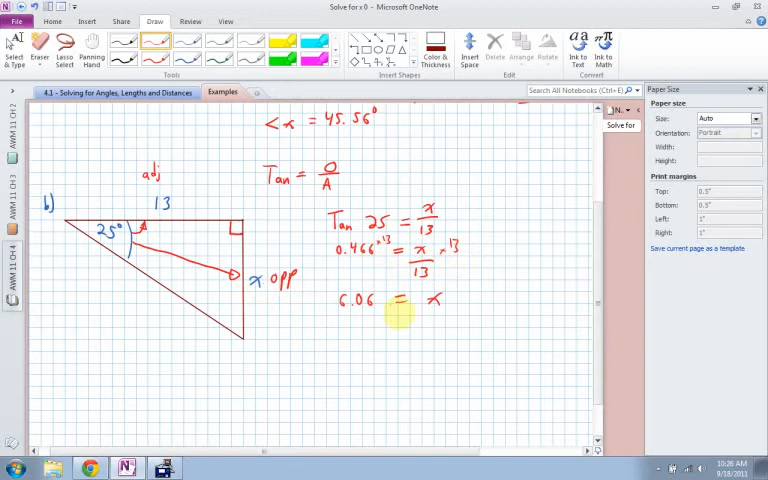 Solve for x 0 - Microsoft OneNote
File Home Insert Share Draw Review View
Select & Type Eraser Lasso Select Panning Hand Color & Thickness Insert Space Delete Arrange Rotate Ink to Text Ink to Math
Tools Insert Shapes Edit Convert
4.1 - Solving for Angles, Lengths and Distances Examples Search All Notebooks (Ctrl+E)
AWM 11 CH 2
AWM 11 CH 3
AWM 11 CH 4
N..
Solve for
Paper Size
Paper size
Size: Auto
Orientation: Portrait
Width:
Height:
Print margins
Top: 0.5"
Bottom: 0.5"
Left: 1"
Right: 1"
Save current page as a template
<x = 45.56°
adj
Tan = O/A
b) 13
25°
x opp
Tan 25 = x/13
0.466 ×13 = x/13 ×13
6.06 = x
10:26 AM
9/18/2011